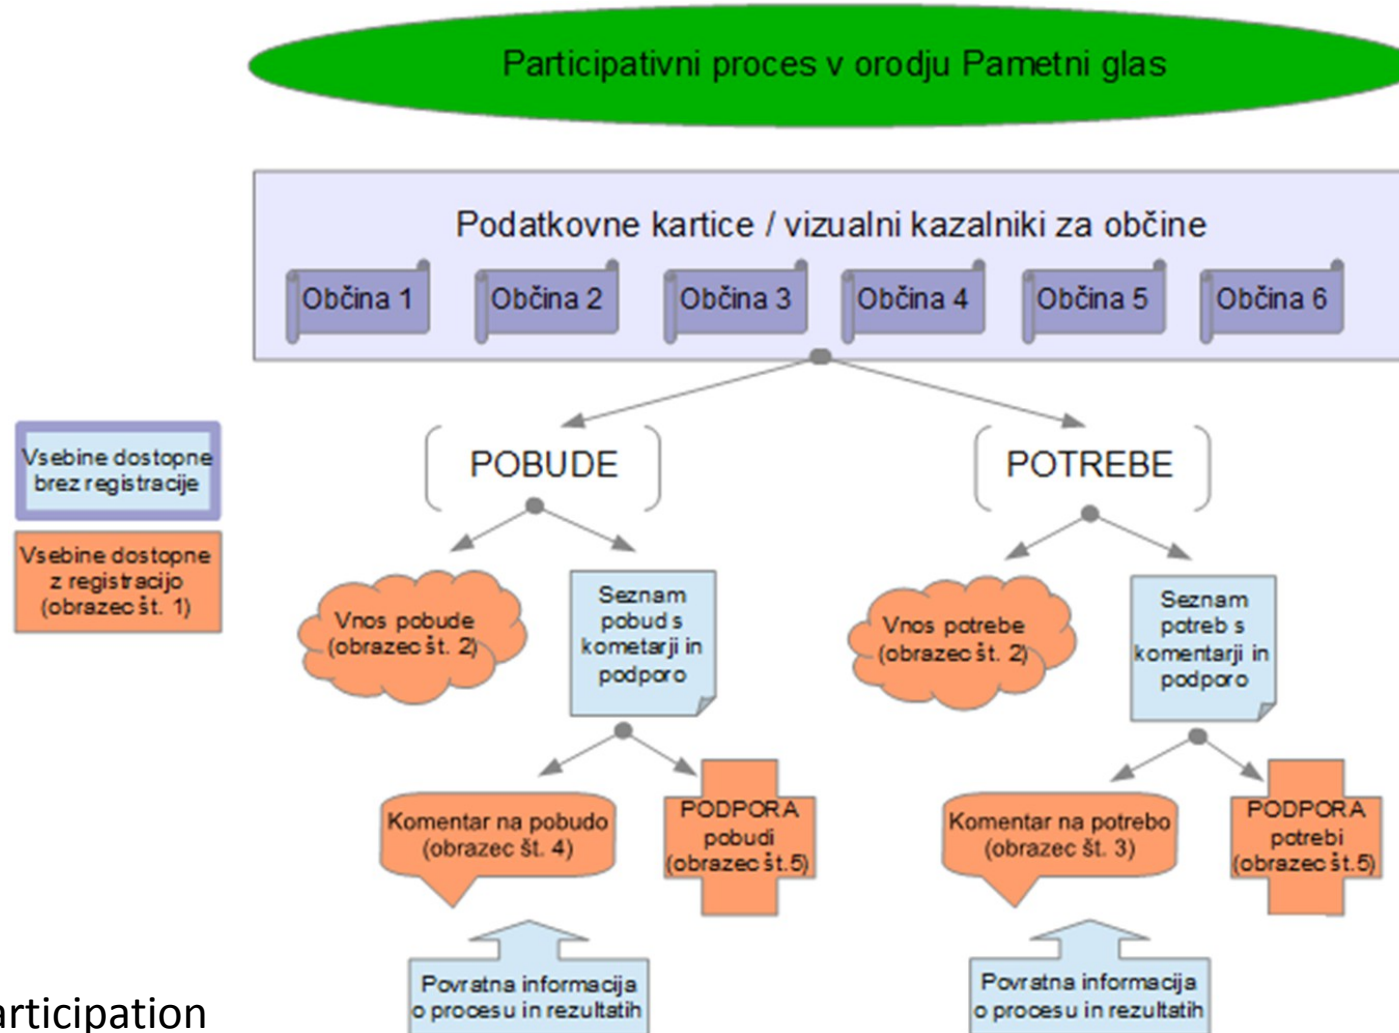 Participativni proces v orodju Pametni glas
Podatkovne kartice / vizualni kazalniki za občine
Občina 1
Občina 2
Občina 3
Občina 4
Občina 5
Občina 6
Vsebine dostopne
brez registracije
Vsebine dostopne
z registracijo
(obrazec št. 1)
POBUDE
POTREBE
Vnos pobude
(obrazec št. 2)
Seznam
pobud s
kometarji in
podporo
Vnos potrebe
(obrazec št. 2)
Seznam
potreb s
komentarji in
podporo
Komentar na pobudo
(obrazec št. 4)
PODPORA
pobudi
(obrazec št.5)
Komentar na potrebo
(obrazec št. 3)
PODPORA
potrebi
(obrazec št.5)
Povratna informacija
o procesu in rezultatih
Povratna informacija
o procesu in rezultatih
articipation